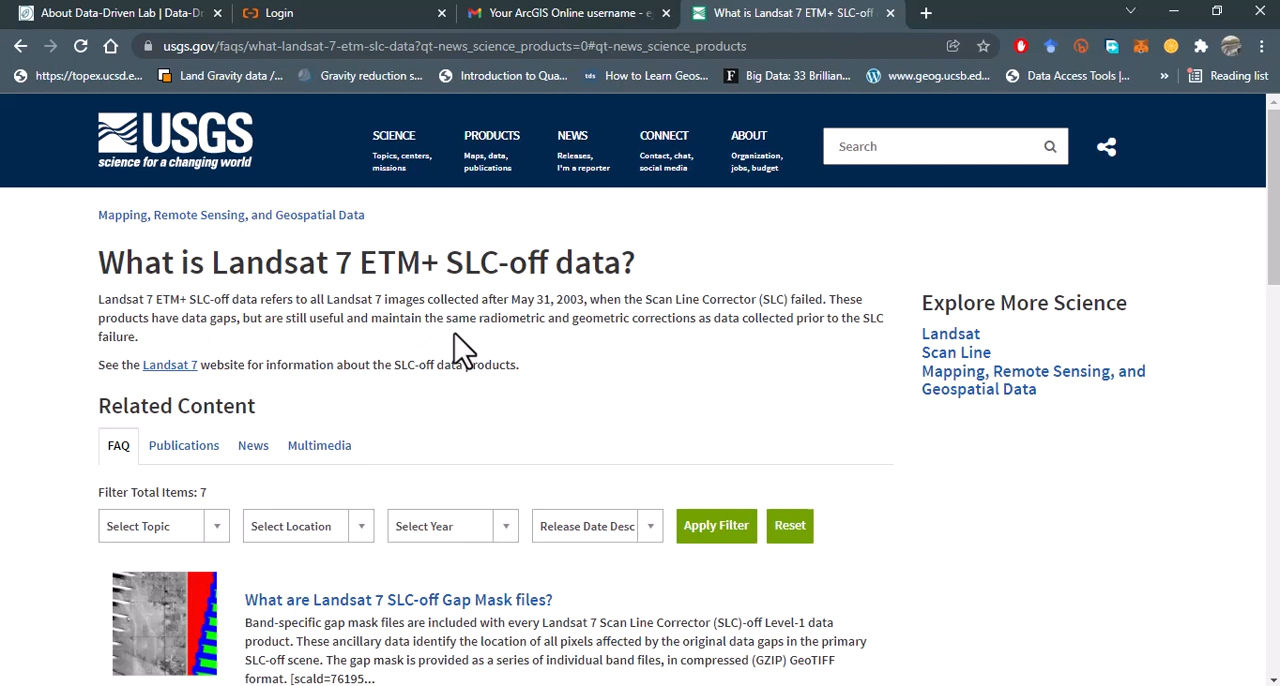 About Data-Driven Lab | Data-Dr
Login
Your ArcGIS Online username - e
What is Landsat 7 ETM+ SLC-off
usgs.gov/faqs/what-landsat-7-etm-slc-data?qt-news_science_products=0#qt-news_science_products
https://topex.ucsd.e...
Land Gravity data /...
Gravity reduction s...
Introduction to Qua...
tds How to Learn Geos...
F Big Data: 33 Brillian...
www.geog.ucsb.ed...
Data Access Tools |...
»
Reading list
USGS
science for a changing world
SCIENCE
Topics, centers,
missions
PRODUCTS
Maps, data,
publications
NEWS
Releases,
I'm a reporter
CONNECT
Contact, chat,
social media
ABOUT
Organization,
jobs, budget
Search
Mapping, Remote Sensing, and Geospatial Data
What is Landsat 7 ETM+ SLC-off data?
Landsat 7 ETM+ SLC-off data refers to all Landsat 7 images collected after May 31, 2003, when the Scan Line Corrector (SLC) failed. These
products have data gaps, but are still useful and maintain the same radiometric and geometric corrections as data collected prior to the SLC
failure.
See the Landsat 7 website for information about the SLC-off data products.
Explore More Science
Landsat
Scan Line
Mapping, Remote Sensing, and
Geospatial Data
Related Content
FAQ
Publications
News
Multimedia
Filter Total Items: 7
Select Topic
Select Location
Select Year
Release Date Desc
Apply Filter
Reset
What are Landsat 7 SLC-off Gap Mask files?
Band-specific gap mask files are included with every Landsat 7 Scan Line Corrector (SLC)-off Level-1 data
product. These ancillary data identify the location of all pixels affected by the original data gaps in the primary
SLC-off scene. The gap mask is provided as a series of individual band files, in compressed (GZIP) GeoTIFF
format. [scald=76195...